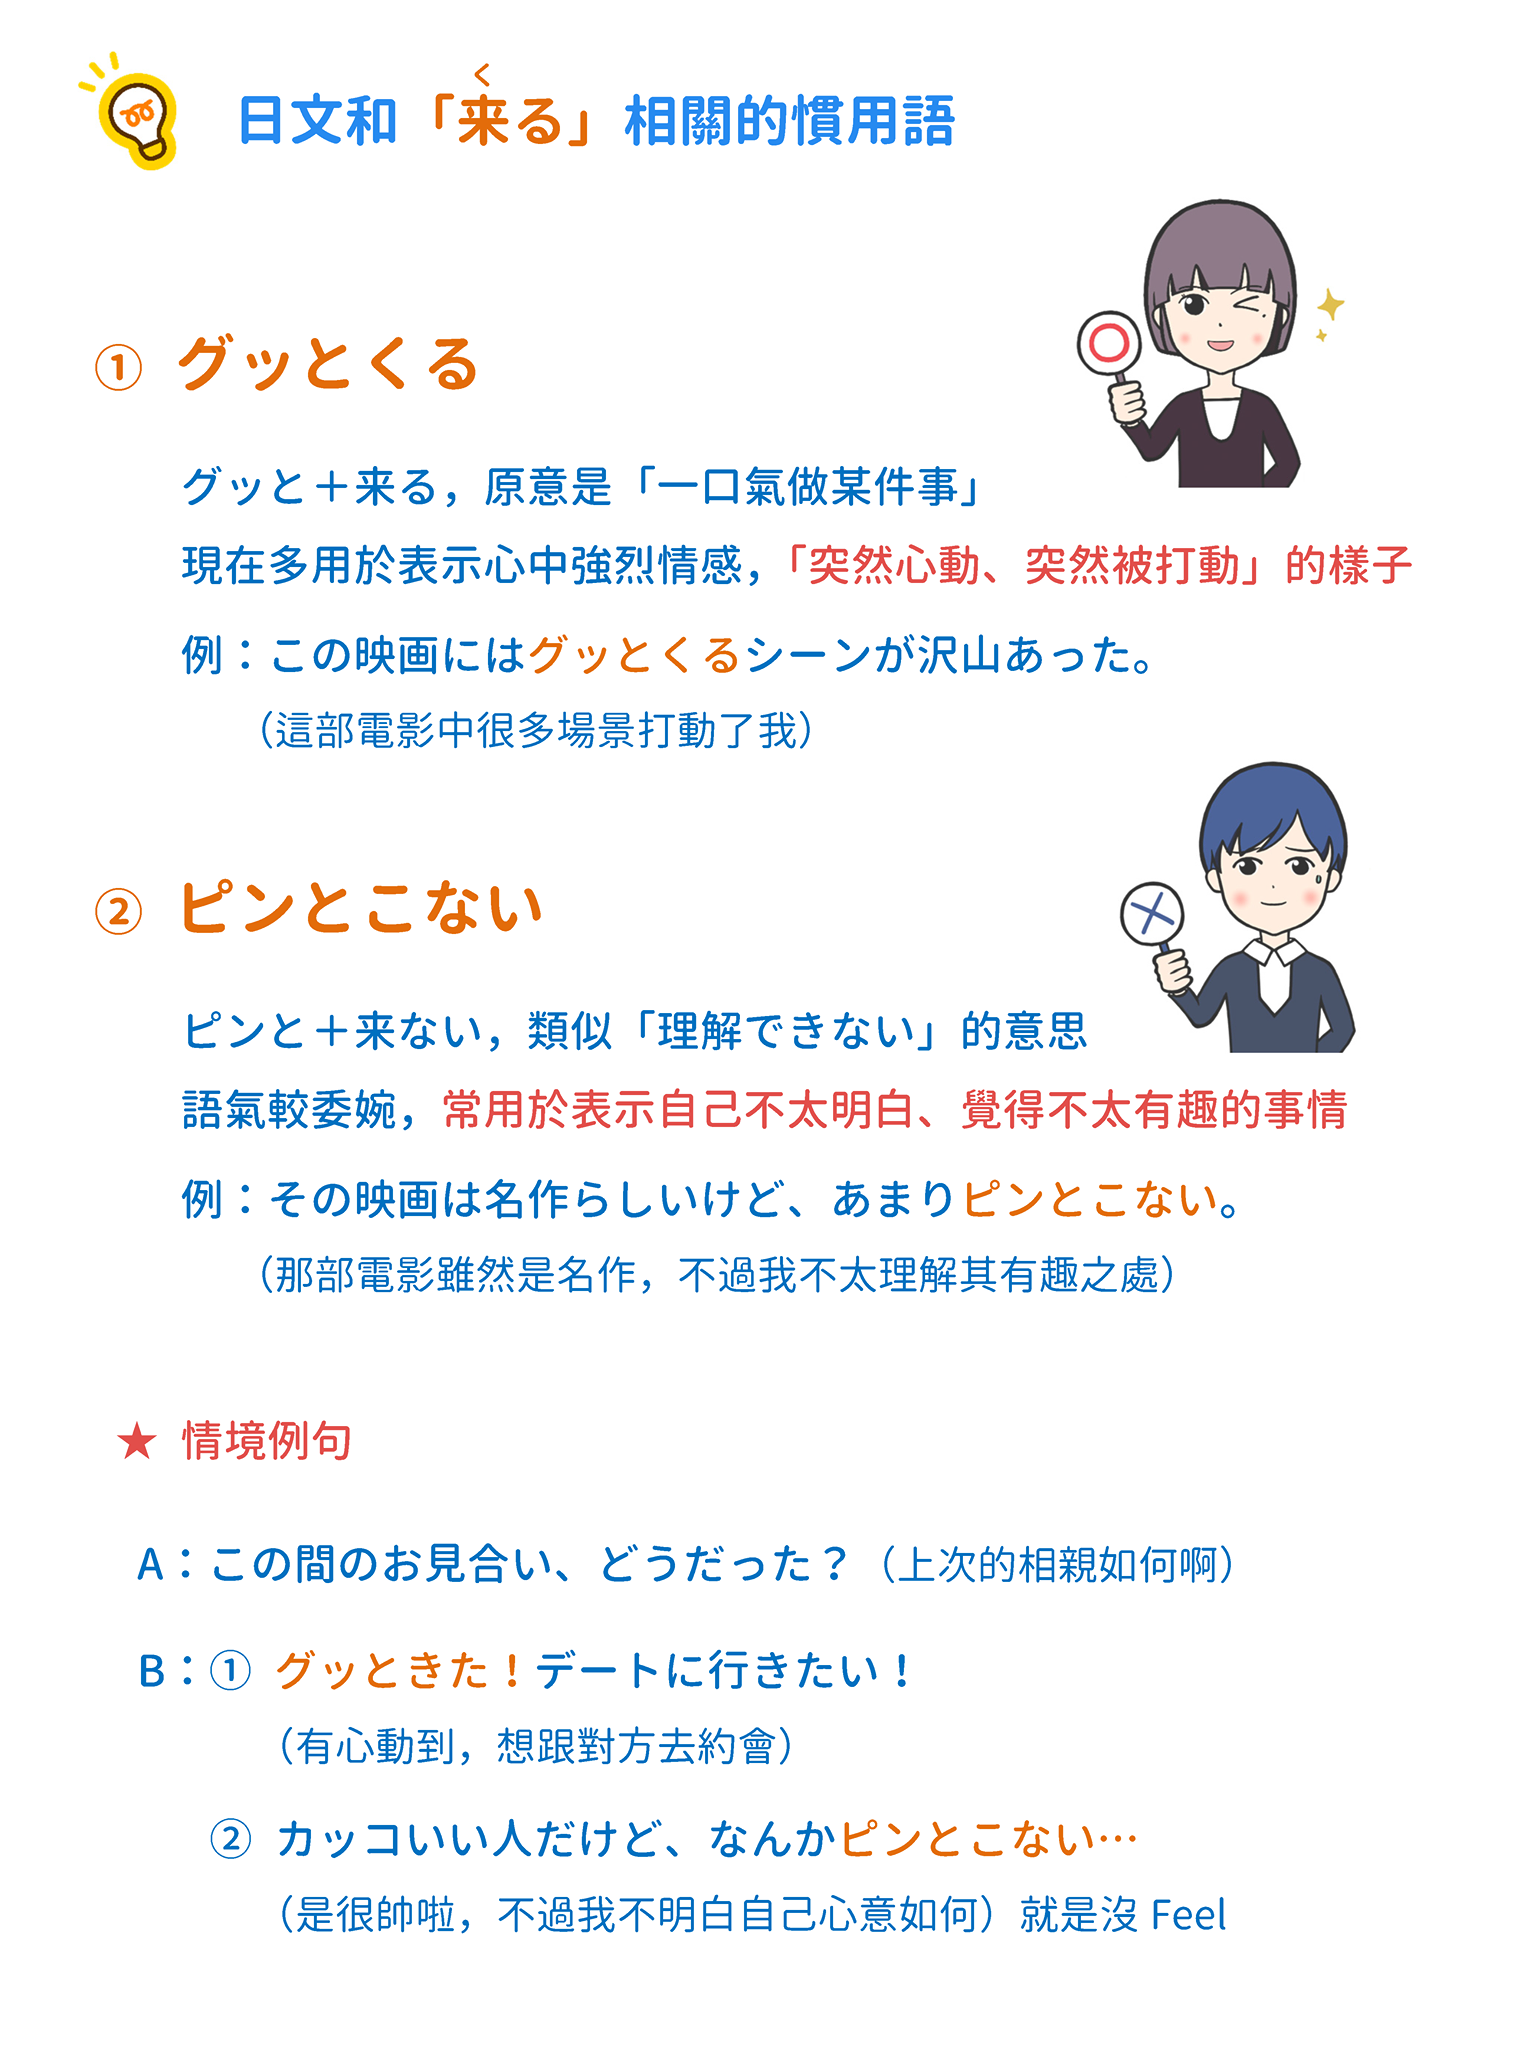 く
日文和「来る」相關的慣用語
① グッとくる
グッと＋来る，原意是「一口氣做某件事」
現在多用於表示心中強烈情感，「突然心動、突然被打動」的樣子
例：この映画にはグッとくるシーンが沢山あった。
（這部電影中很多場景打動了我）
② ピンとこない
ピンと＋来ない，類似「理解できない」的意思
語氣較委婉，常用於表示自己不太明白、覺得不太有趣的事情
例：その映画は名作らしいけど、あまりピンとこない。
（那部電影雖然是名作，不過我不太理解其有趣之處）
★ 情境例句
A：この間のお見合い、どうだった？（上次的相親如何啊）
B：① グッときた！デートに行きたい！
（有心動到，想跟對方去約會）
② カッコいい人だけど、なんかピンとこない…
（是很帥啦，不過我不明白自己心意如何）就是沒 Feel